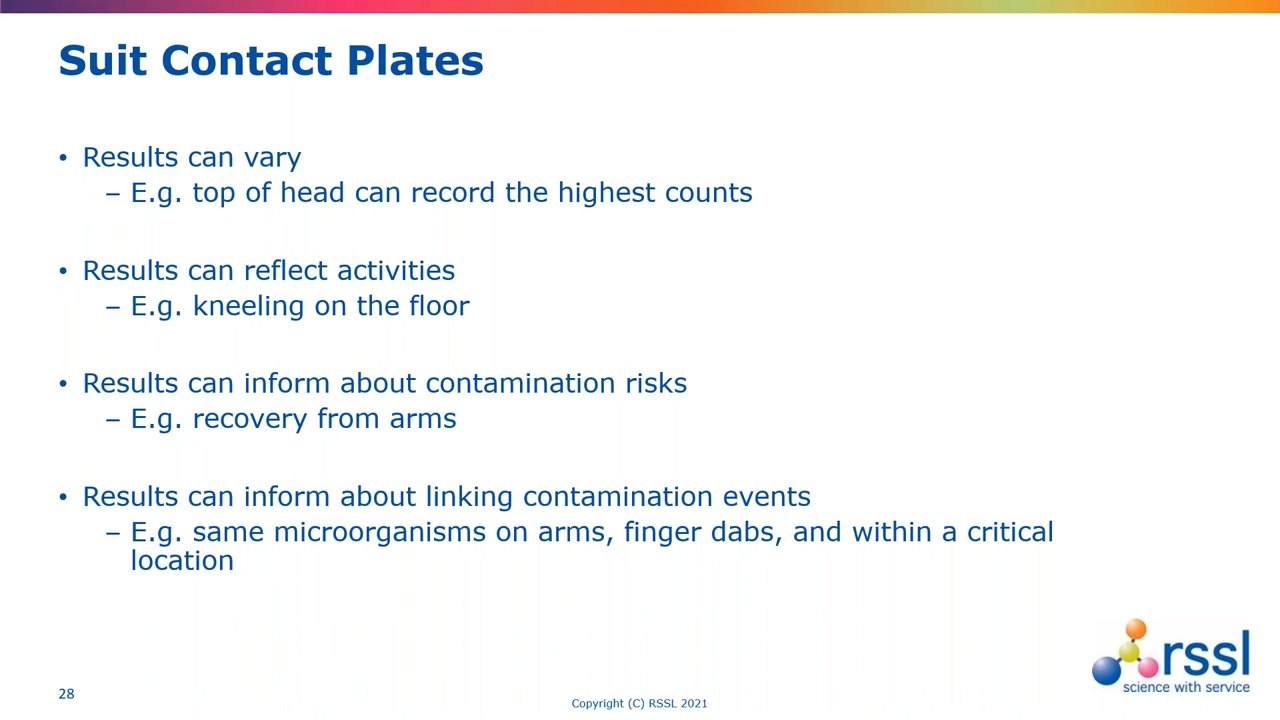 Suit Contact Plates
• Results can vary
– E.g. top of head can record the highest counts
• Results can reflect activities
– E.g. kneeling on the floor
• Results can inform about contamination risks
– E.g. recovery from arms
• Results can inform about linking contamination events
– E.g. same microorganisms on arms, finger dabs, and within a critical
location
rssl
science with service
28
Copyright (C) RSSL 2021